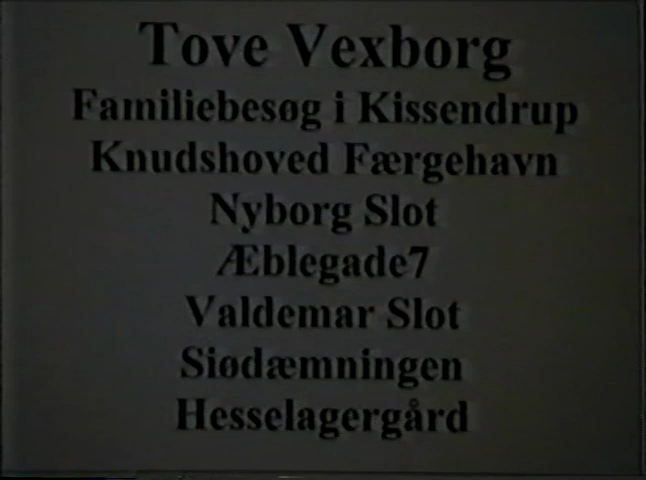 Tove Vexborg
Familiebesøg i Kissendrup
Knudshoved Færgehavn
Nyborg Slot
Æblegade7
Valdemar Slot
Siødæmningen
Hesselagergård